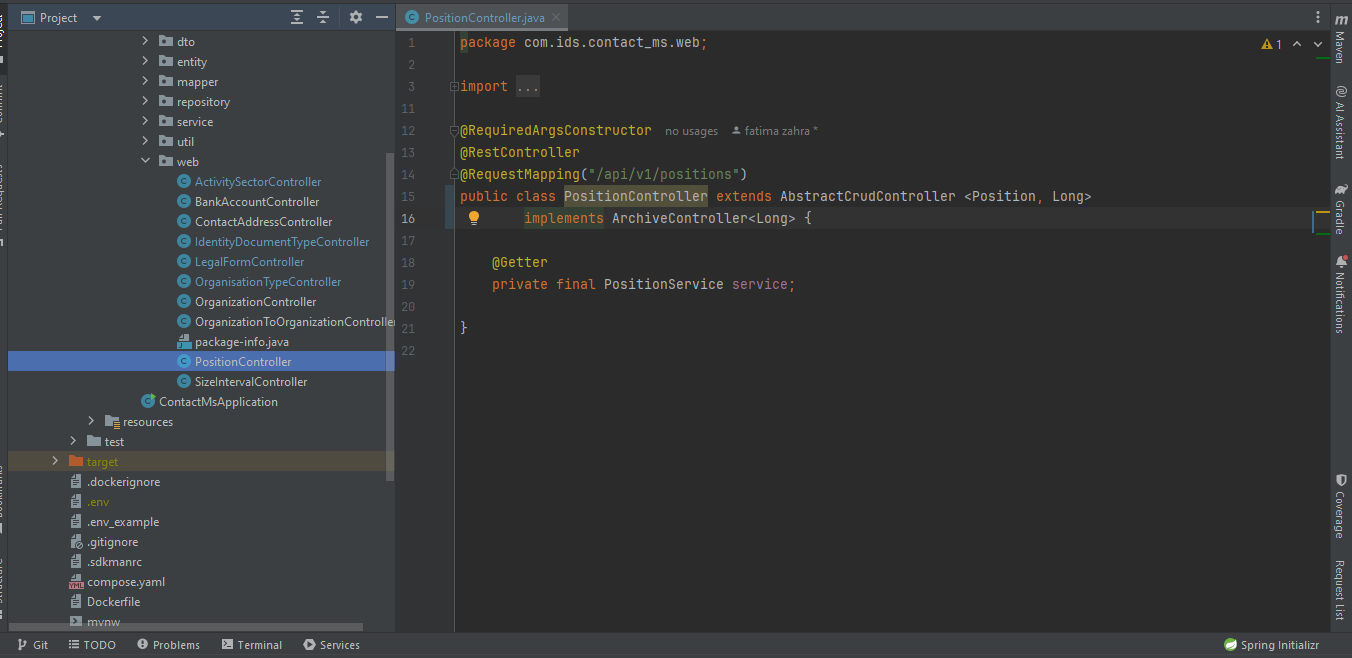 Project
PositionController.java
dto
entity
mapper
repository
service
util
web
ActivitySectorController
BankAccountController
ContactAddressController
IdentityDocumentTypeController
LegalFormController
OrganisationTypeController
OrganizationController
OrganizationToOrganizationController
package-info.java
PositionController
SizeIntervalController
ContactMsApplication
resources
test
target
.dockerignore
.env
.env_example
.gitignore
.sdkmanrc
compose.yaml
Dockerfile
mvnw
1 package com.ids.contact_ms.web;
2
3 import ...
11
12 @RequiredArgsConstructor no usages fatima zahra *
13 @RestController
14 @RequestMapping("/api/v1/positions")
15 public class PositionController extends AbstractCrudController <Position, Long>
16 implements ArchiveController<Long> {
17
18 @Getter
19 private final PositionService service;
20
21 }
22
1
Maven
AI Assistant
Gradle
Notifications
Coverage
Request List
Git
TODO
Problems
Terminal
Services
Spring Initializr